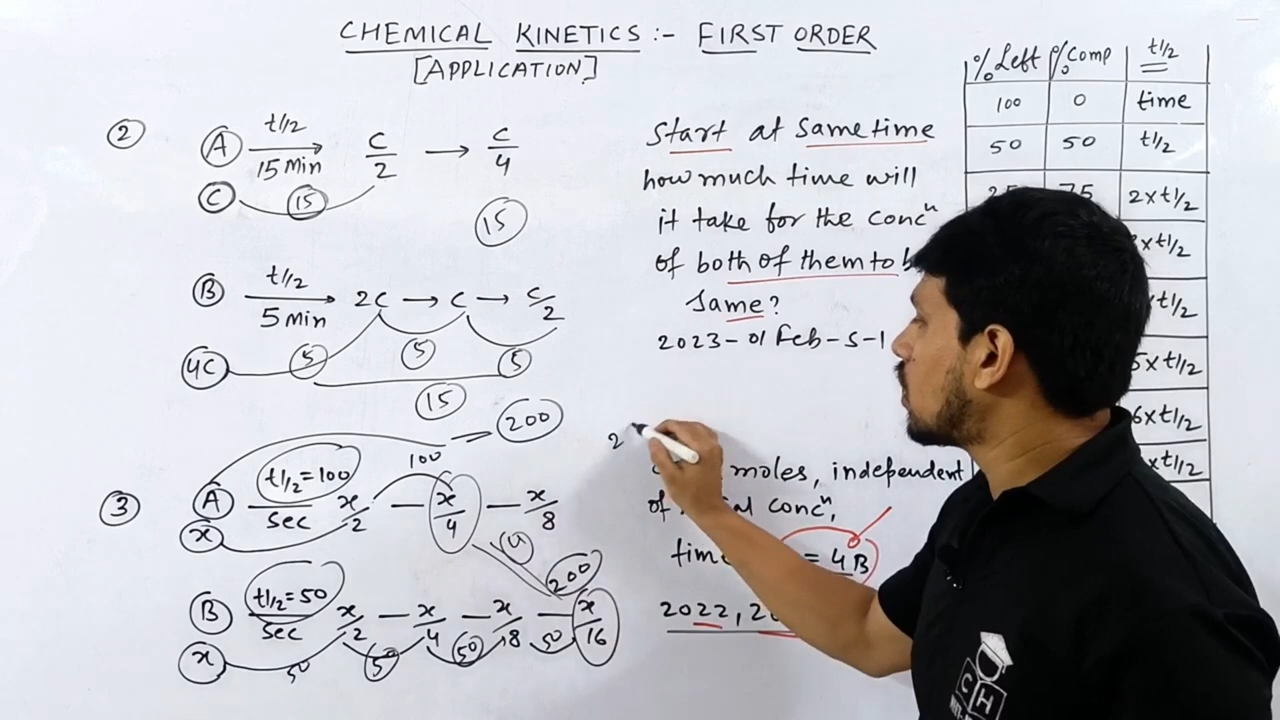 CHEMICAL KINETICS :- FIRST ORDER
[APPLICATION]
② A t1/2 15 Min C/2 → C/4
C 15 15
B t1/2 5 Min 2C → C → C/2
4C 5 5 5
15
Start at Same time
how much time will
it take for the concⁿ
of both of them to
Same?
2023 - 01 Feb - S-1
③ A t1/2 = 100 Sec x/2 — x/4 — x/8
x 100 = 200
B t1/2 = 50 Sec x/2 — x/4 — x/8 — x/16
x 50 50 50 50
200
2
moles, independent
of concⁿ,
= 4B
2022,
% Left % Comp t1/2
100 0 time
50 50 t1/2
75 2 x t1/2
x t1/2
t1/2
5 x t1/2
6 x t1/2
x t1/2
C H